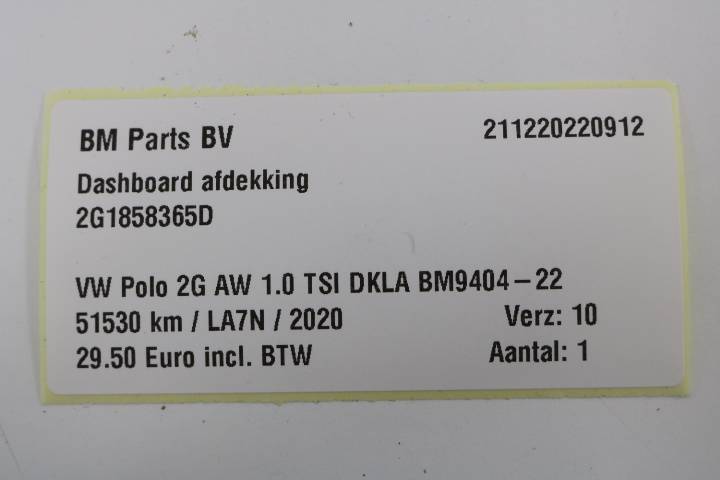 BM Parts BV 211220220912
Dashboard afdekking
2G1858365D
VW Polo 2G AW 1.0 TSI DKLA BM9404-22
51530 km / LA7N / 2020 Verz: 10
29.50 Euro incl. BTW Aantal: 1